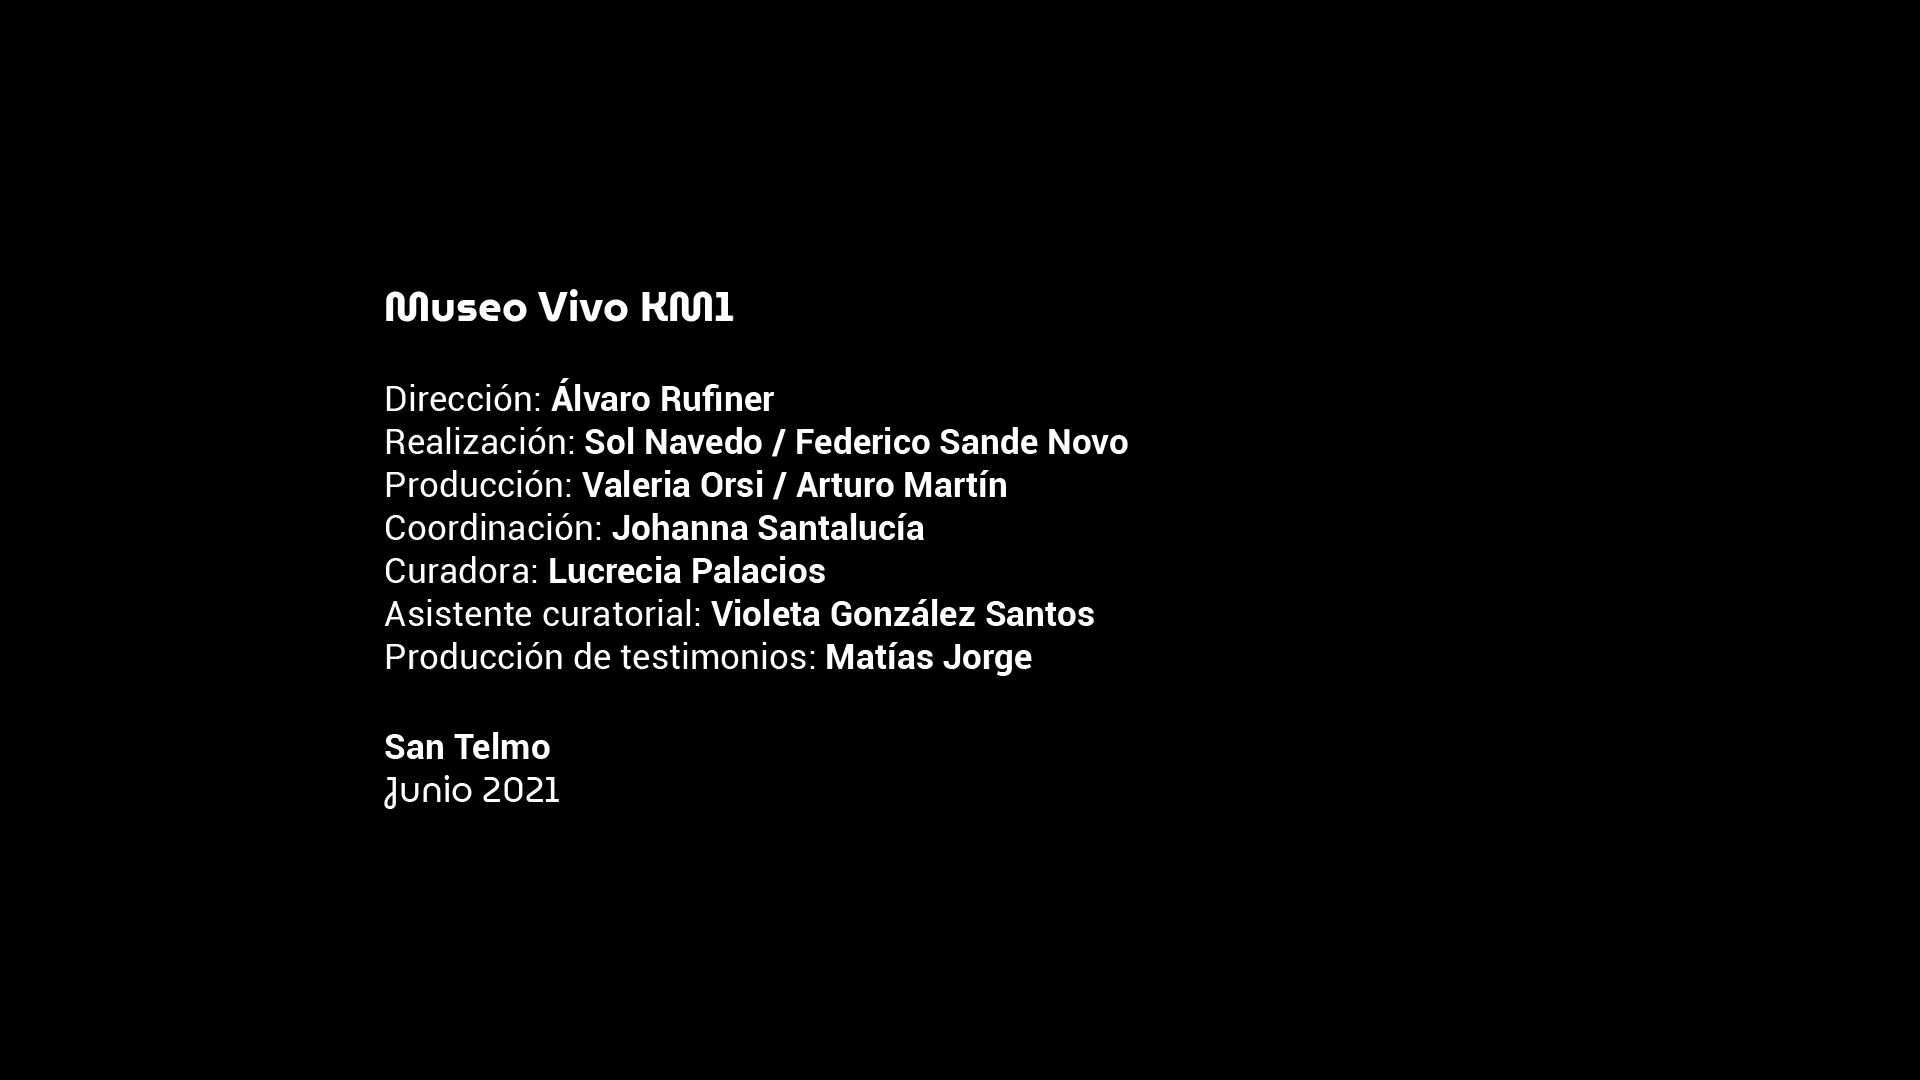 Museo Vivo KM1
Dirección: Álvaro Rufiner
Realización: Sol Navedo / Federico Sande Novo
Producción: Valeria Orsi / Arturo Martín
Coordinación: Johanna Santalucía
Curadora: Lucrecia Palacios
Asistente curatorial: Violeta González Santos
Producción de testimonios: Matías Jorge
San Telmo
Junio 2021